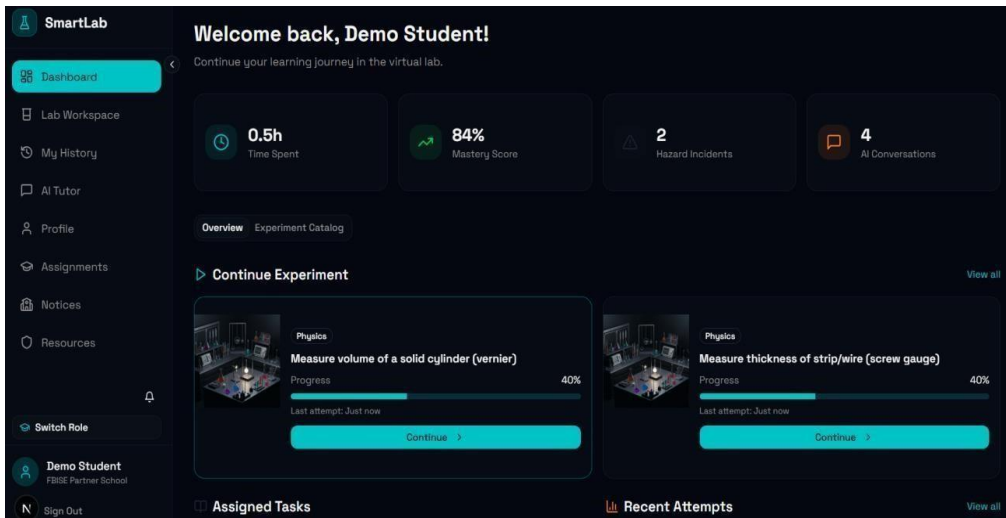 SmartLab
Dashboard
Lab Workspace
My History
AI Tutor
Profile
Assignments
Notices
Resources
Switch Role
Demo Student
FBISE Partner School
N
Sign Out
Welcome back, Demo Student!
Continue your learning journey in the virtual lab.
0.5h
Time Spent
84%
Mastery Score
2
Hazard Incidents
4
AI Conversations
Overview Experiment Catalog
Continue Experiment
View all
Physics
Measure volume of a solid cylinder (vernier)
Progress 40%
Last attempt: Just now
Continue
Physics
Measure thickness of strip/wire (screw gauge)
Progress 40%
Last attempt: Just now
Continue
Assigned Tasks
Recent Attempts
View all